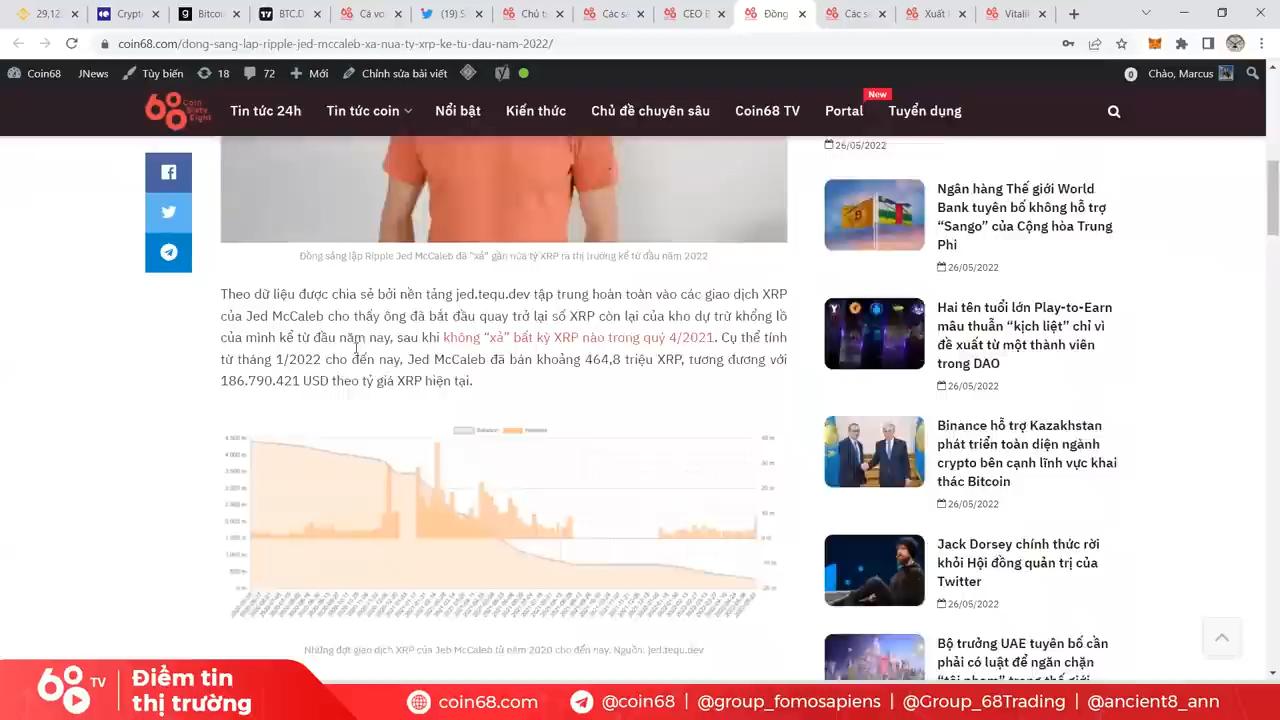 29,12
Crypto
Bitcoin
BTC.D
Cá vo
(19) S
Chủ t
Các sà
CEO B
Đồng
Các sà
Xuất
Vitalik
coin68.com/dong-sang-lap-ripple-jed-mccaleb-xa-nua-ty-xrp-ke-tu-dau-nam-2022/
Coin68
JNews
Tùy biến
18
72
Mới
Chỉnh sửa bài viết
0
Chào, Marcus
68 Coin Sixty Eight
Tin tức 24h
Tin tức coin
Nổi bật
Kiến thức
Chủ đề chuyên sâu
Coin68 TV
Portal
New
Tuyển dụng
Đồng sáng lập Ripple Jed McCaleb đã "xả" gần nửa tỷ XRP ra thị trường kể từ đầu năm 2022
Theo dữ liệu được chia sẻ bởi nền tảng jed.tequ.dev tập trung hoàn toàn vào các giao dịch XRP
của Jed McCaleb cho thấy ông đã bắt đầu quay trở lại số XRP còn lại của kho dự trữ khổng lồ
của mình kể từ đầu năm nay, sau khi không “xả” bất kỳ XRP nào trong quý 4/2021. Cụ thể tính
từ tháng 1/2022 cho đến nay, Jed McCaleb đã bán khoảng 464,8 triệu XRP, tương đương với
186.790.421 USD theo tỷ giá XRP hiện tại.
Balance
Những đợt giao dịch XRP của Jeb McCaleb từ năm 2020 cho đến nay. Nguồn: jed.tequ.dev
26/05/2022
Ngân hàng Thế giới World
Bank tuyên bố không hỗ trợ
“Sango” của Cộng hòa Trung
Phi
26/05/2022
Hai tên tuổi lớn Play-to-Earn
mâu thuẫn “kịch liệt” chỉ vì
đề xuất từ một thành viên
trong DAO
26/05/2022
Binance hỗ trợ Kazakhstan
phát triển toàn diện ngành
crypto bên cạnh lĩnh vực khai
thác Bitcoin
26/05/2022
Jack Dorsey chính thức rời
khỏi Hội đồng quản trị của
Twitter
26/05/2022
Bộ trưởng UAE tuyên bố cần
phải có luật để ngăn chặn
68 TV
Điểm tin
thị trường
coin68.com
@coin68 | @group_fomosapiens | @Group_68Trading | @ancient8_ann